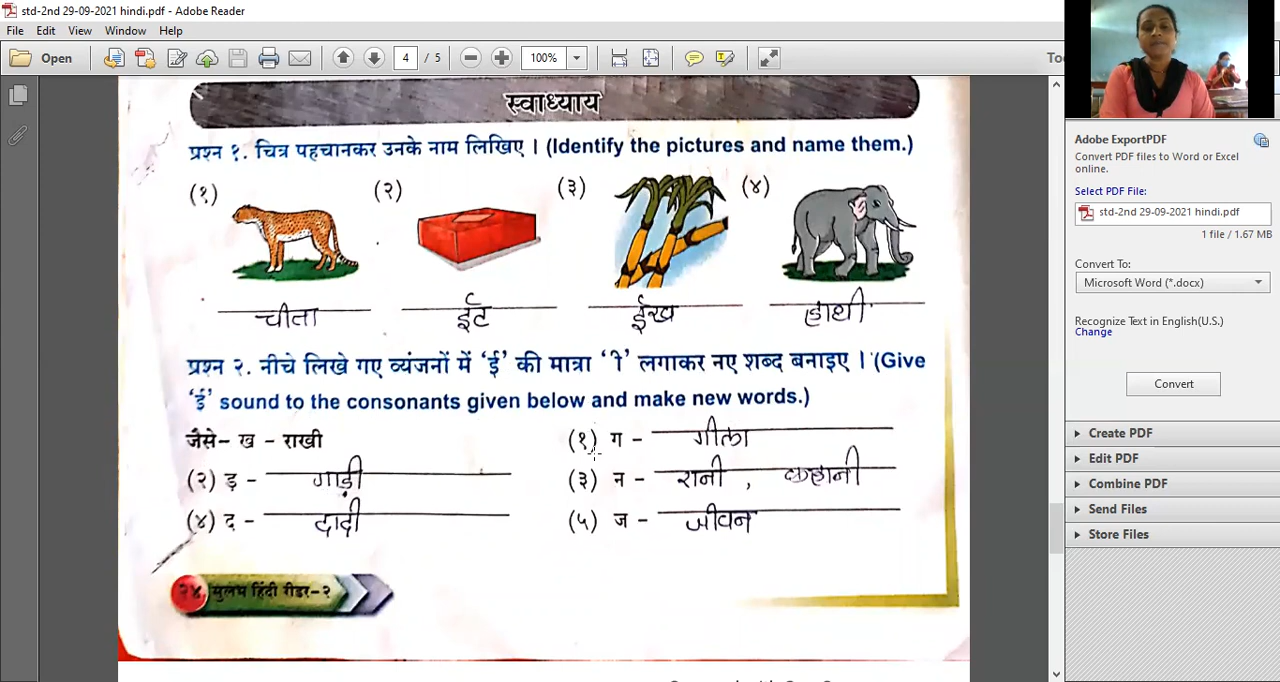 std-2nd 29-09-2021 hindi.pdf - Adobe Reader
File Edit View Window Help
Open 4 / 5 100%
स्वाध्याय
प्रश्न १. चित्र पहचानकर उनके नाम लिखिए । (Identify the pictures and name them.)
(१) (२) (३) (४)
चीता ईंट ईख हाथी
प्रश्न २. नीचे लिखे गए व्यंजनों में ‘ई’ की मात्रा ‘ी’ लगाकर नए शब्द बनाइए । (Give
‘ई’ sound to the consonants given below and make new words.)
जैसे– ख – राखी (१) ग – गीला
(२) ड़ – गाड़ी (३) न – रानी , कहानी
(४) द – दादी (५) ज – जीवन
२४ सुलभ हिंदी रीडर–२
Adobe ExportPDF
Convert PDF files to Word or Excel
online.
Select PDF File:
std-2nd 29-09-2021 hindi.pdf
1 file / 1.67 MB
Convert To:
Microsoft Word (*.docx)
Recognize Text in English(U.S.)
Change
Convert
Create PDF
Edit PDF
Combine PDF
Send Files
Store Files